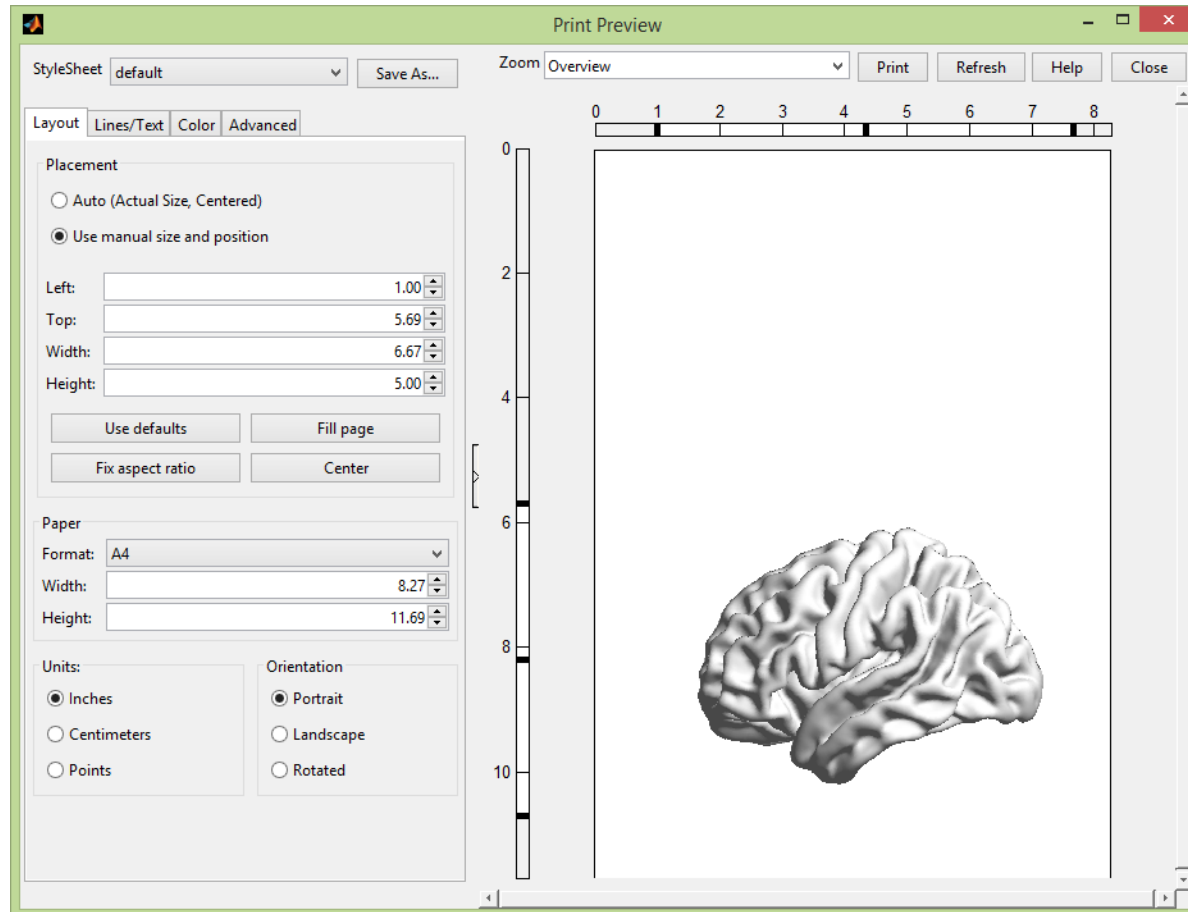 Print Preview
StyleSheet default Save As...
Zoom Overview Print Refresh Help Close
Layout Lines/Text Color Advanced
Placement
Auto (Actual Size, Centered)
Use manual size and position
Left: 1.00
Top: 5.69
Width: 6.67
Height: 5.00
Use defaults Fill page
Fix aspect ratio Center
Paper
Format: A4
Width: 8.27
Height: 11.69
Units:
Inches
Centimeters
Points
Orientation
Portrait
Landscape
Rotated
0 1 2 3 4 5 6 7 8
0
2
4
6
8
10